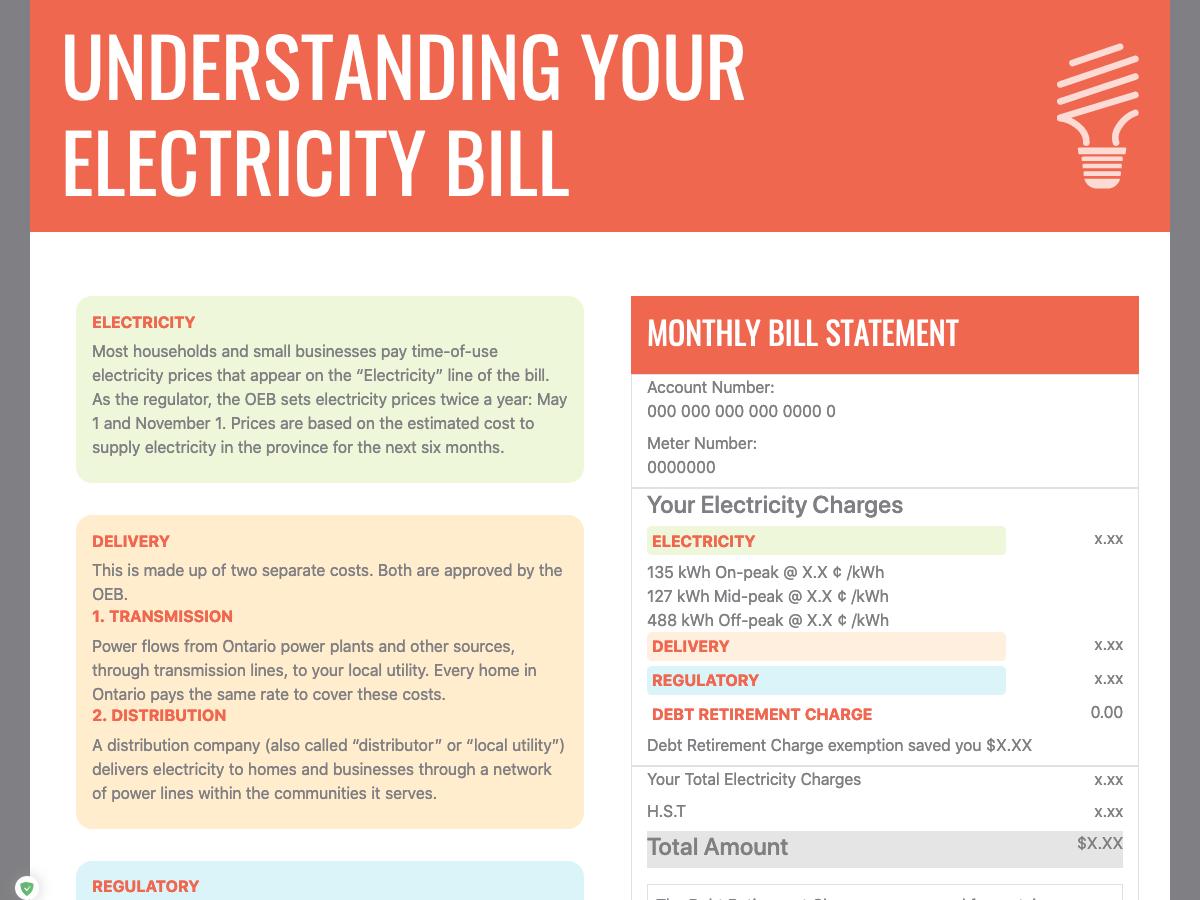 UNDERSTANDING YOUR
ELECTRICITY BILL
ELECTRICITY
Most households and small businesses pay time-of-use
electricity prices that appear on the “Electricity” line of the bill.
As the regulator, the OEB sets electricity prices twice a year: May
1 and November 1. Prices are based on the estimated cost to
supply electricity in the province for the next six months.
DELIVERY
This is made up of two separate costs. Both are approved by the
OEB.
1. TRANSMISSION
Power flows from Ontario power plants and other sources,
through transmission lines, to your local utility. Every home in
Ontario pays the same rate to cover these costs.
2. DISTRIBUTION
A distribution company (also called “distributor” or “local utility”)
delivers electricity to homes and businesses through a network
of power lines within the communities it serves.
REGULATORY
MONTHLY BILL STATEMENT
Account Number:
000 000 000 000 0000 0
Meter Number:
0000000
Your Electricity Charges
ELECTRICITY x.xx
135 kWh On-peak @ X.X ¢ /kWh
127 kWh Mid-peak @ X.X ¢ /kWh
488 kWh Off-peak @ X.X ¢ /kWh
DELIVERY x.xx
REGULATORY x.xx
DEBT RETIREMENT CHARGE 0.00
Debt Retirement Charge exemption saved you $X.XX
Your Total Electricity Charges x.xx
H.S.T x.xx
Total Amount $X.XX